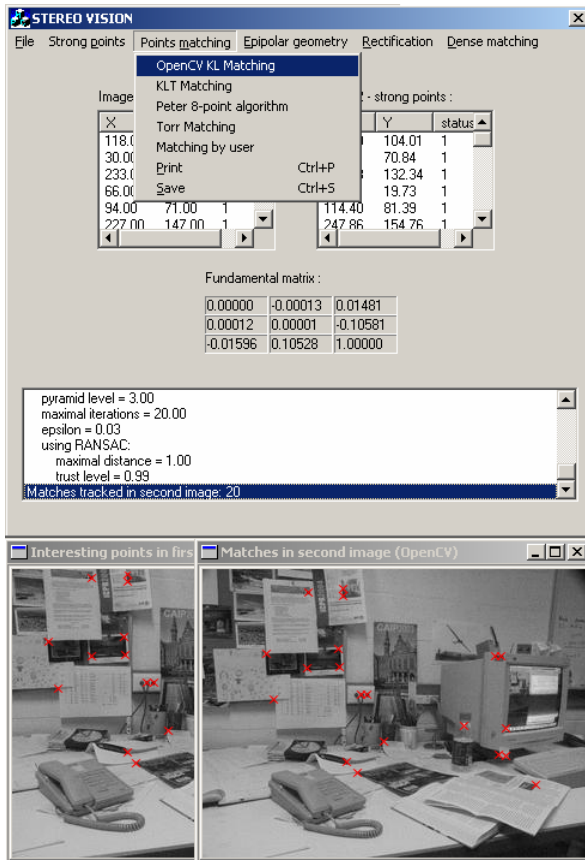 STEREO VISION
File Strong points Points matching Epipolar geometry Rectification Dense matching
OpenCV KL Matching
KLT Matching
Peter 8-point algorithm
Torr Matching
Matching by user
Print Ctrl+P
Save Ctrl+S
Image - strong points :
X Y status
118.0 104.01 1
30.00 70.84 1
233.0 132.34 1
66.00 19.73 1
94.00 71.00 1 114.40 81.39 1
227.00 147.00 1 247.86 154.76 1
Fundamental matrix :
0.00000 -0.00013 0.01481
0.00012 0.00001 -0.10581
-0.01596 0.10528 1.00000
pyramid level = 3.00
maximal iterations = 20.00
epsilon = 0.03
using RANSAC:
maximal distance = 1.00
trust level = 0.99
Matches tracked in second image: 20
Interesting points in firs Matches in second image (OpenCV)